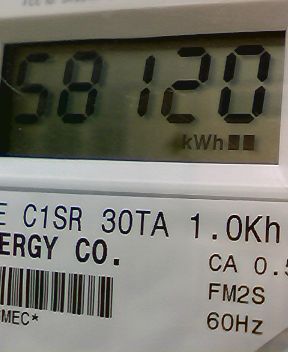 58120
kWh
E C1SR 30TA 1.0Kh
ERGY CO.
CA 0.5
FM2S
MEC*
60Hz